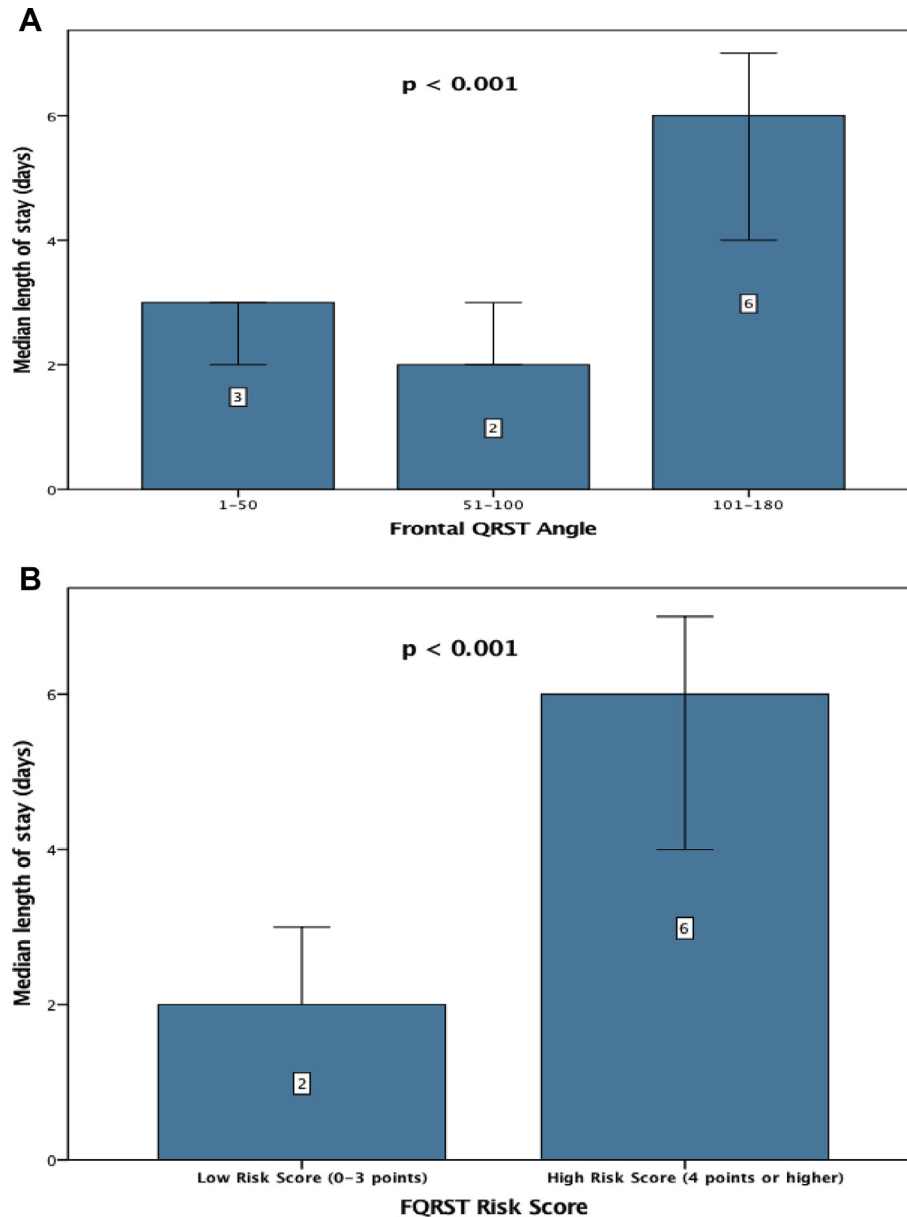 A
p < 0.001
Median length of stay (days)
6
4
2
0
3
2
6
1–50
51–100
101–180
Frontal QRST Angle
B
p < 0.001
Median length of stay (days)
6
4
2
0
2
6
Low Risk Score (0–3 points)
High Risk Score (4 points or higher)
FQRST Risk Score